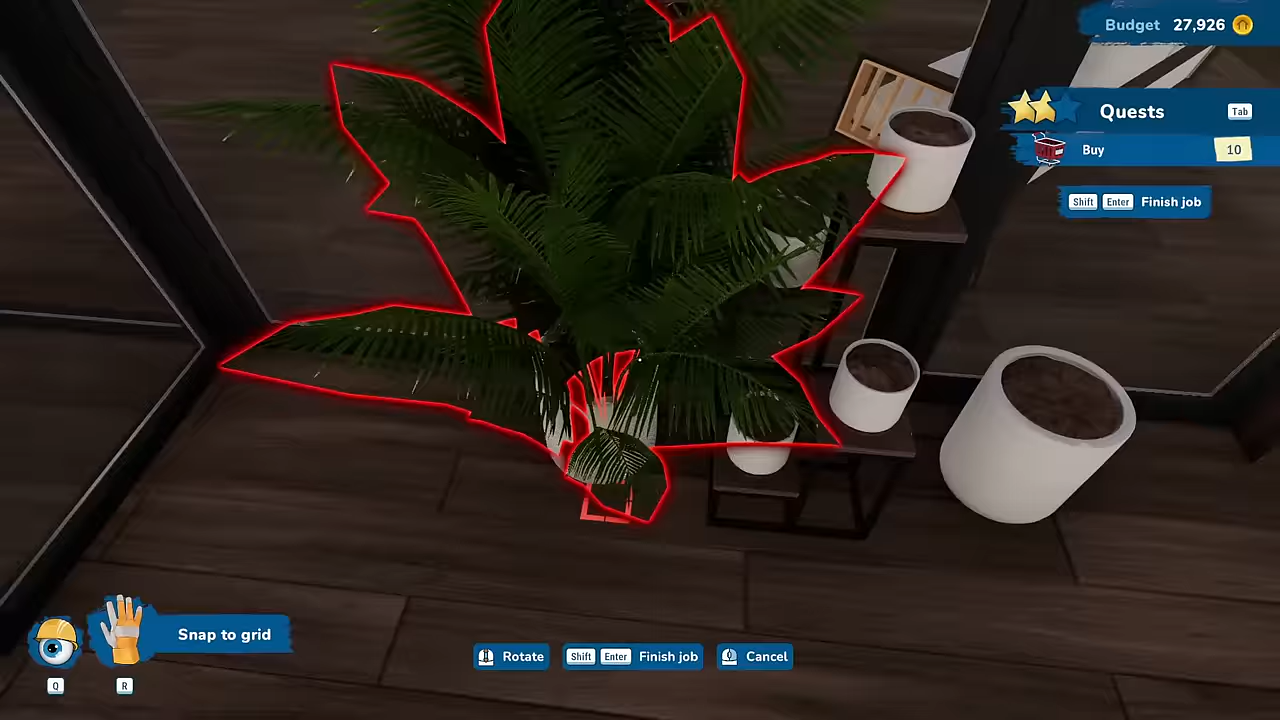 Budget 27,926
Quests Tab
Buy 10
Shift Enter Finish job
Snap to grid
Rotate Shift Enter Finish job Cancel
Q R